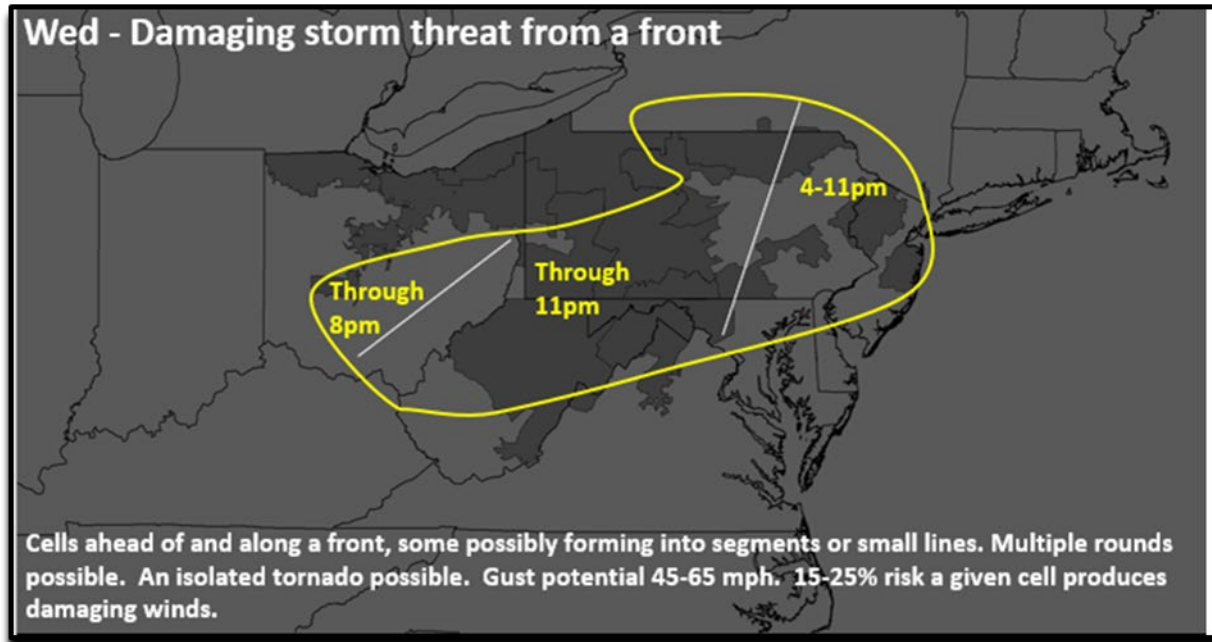 Wed - Damaging storm threat from a front
4-11pm
Through
11pm
Through
8pm
Cells ahead of and along a front, some possibly forming into segments or small lines. Multiple rounds
possible.  An isolated tornado possible.  Gust potential 45-65 mph.  15-25% risk a given cell produces
damaging winds.